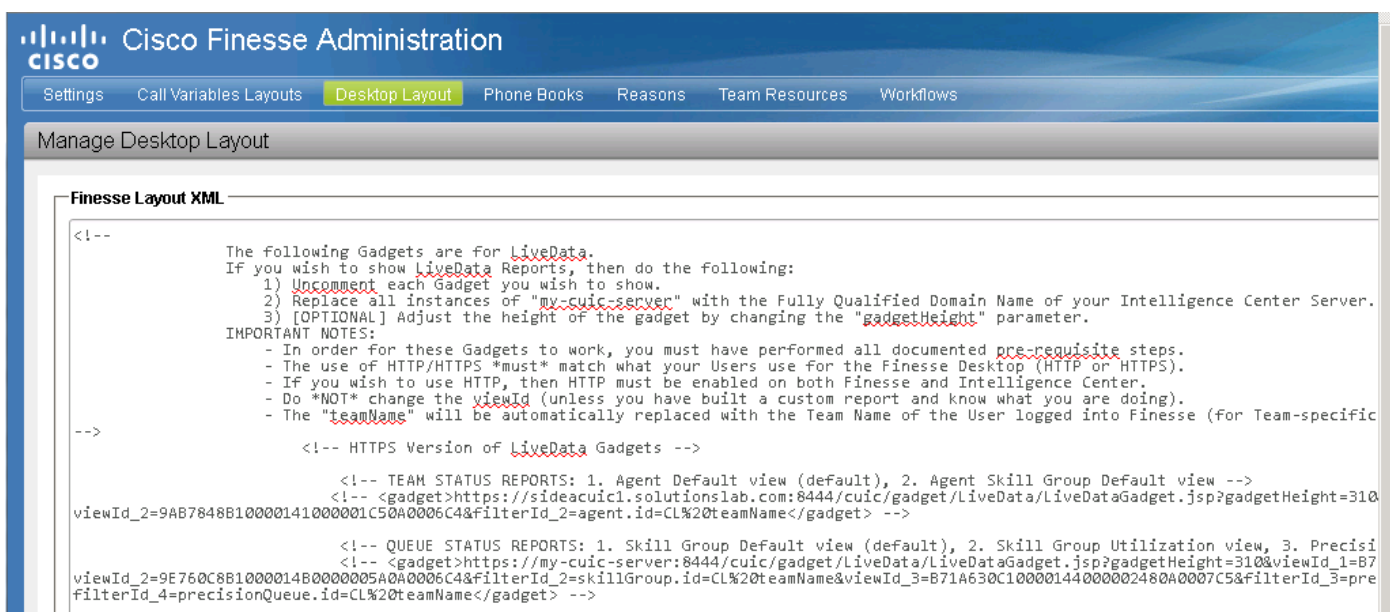 Cisco Finesse Administration
CISCO
Settings Call Variables Layouts Desktop Layout Phone Books Reasons Team Resources Workflows
Manage Desktop Layout
Finesse Layout XML
<!--
The following Gadgets are for LiveData.
If you wish to show LiveData Reports, then do the following:
1) Uncomment each Gadget you wish to show.
2) Replace all instances of "my-cuic-server" with the Fully Qualified Domain Name of your Intelligence Center Server.
3) [OPTIONAL] Adjust the height of the gadget by changing the "gadgetHeight" parameter.
IMPORTANT NOTES:
- In order for these Gadgets to work, you must have performed all documented pre-requisite steps.
- The use of HTTP/HTTPS *must* match what your Users use for the Finesse Desktop (HTTP or HTTPS).
- If you wish to use HTTP, then HTTP must be enabled on both Finesse and Intelligence Center.
- Do *NOT* change the viewId (unless you have built a custom report and know what you are doing).
- The "teamName" will be automatically replaced with the Team Name of the User logged into Finesse (for Team-specific
-->
<!-- HTTPS Version of LiveData Gadgets -->
<!-- TEAM STATUS REPORTS: 1. Agent Default view (default), 2. Agent Skill Group Default view -->
<!-- <gadget>https://sideacuic1.solutionslab.com:8444/cuic/gadget/LiveData/LiveDataGadget.jsp?gadgetHeight=310&
viewId_2=9AB7848B10000141000001C50A0006C4&filterId_2=agent.id=CL%20teamName</gadget> -->
<!-- QUEUE STATUS REPORTS: 1. Skill Group Default view (default), 2. Skill Group Utilization view, 3. Precisi
<!-- <gadget>https://my-cuic-server:8444/cuic/gadget/LiveData/LiveDataGadget.jsp?gadgetHeight=310&viewId_1=B7
viewId_2=9E760C8B1000014B0000005A0A0006C4&filterId_2=skillGroup.id=CL%20teamName&viewId_3=B71A630C10000144000002480A0007C5&filterId_3=pre
filterId_4=precisionQueue.id=CL%20teamName</gadget> -->